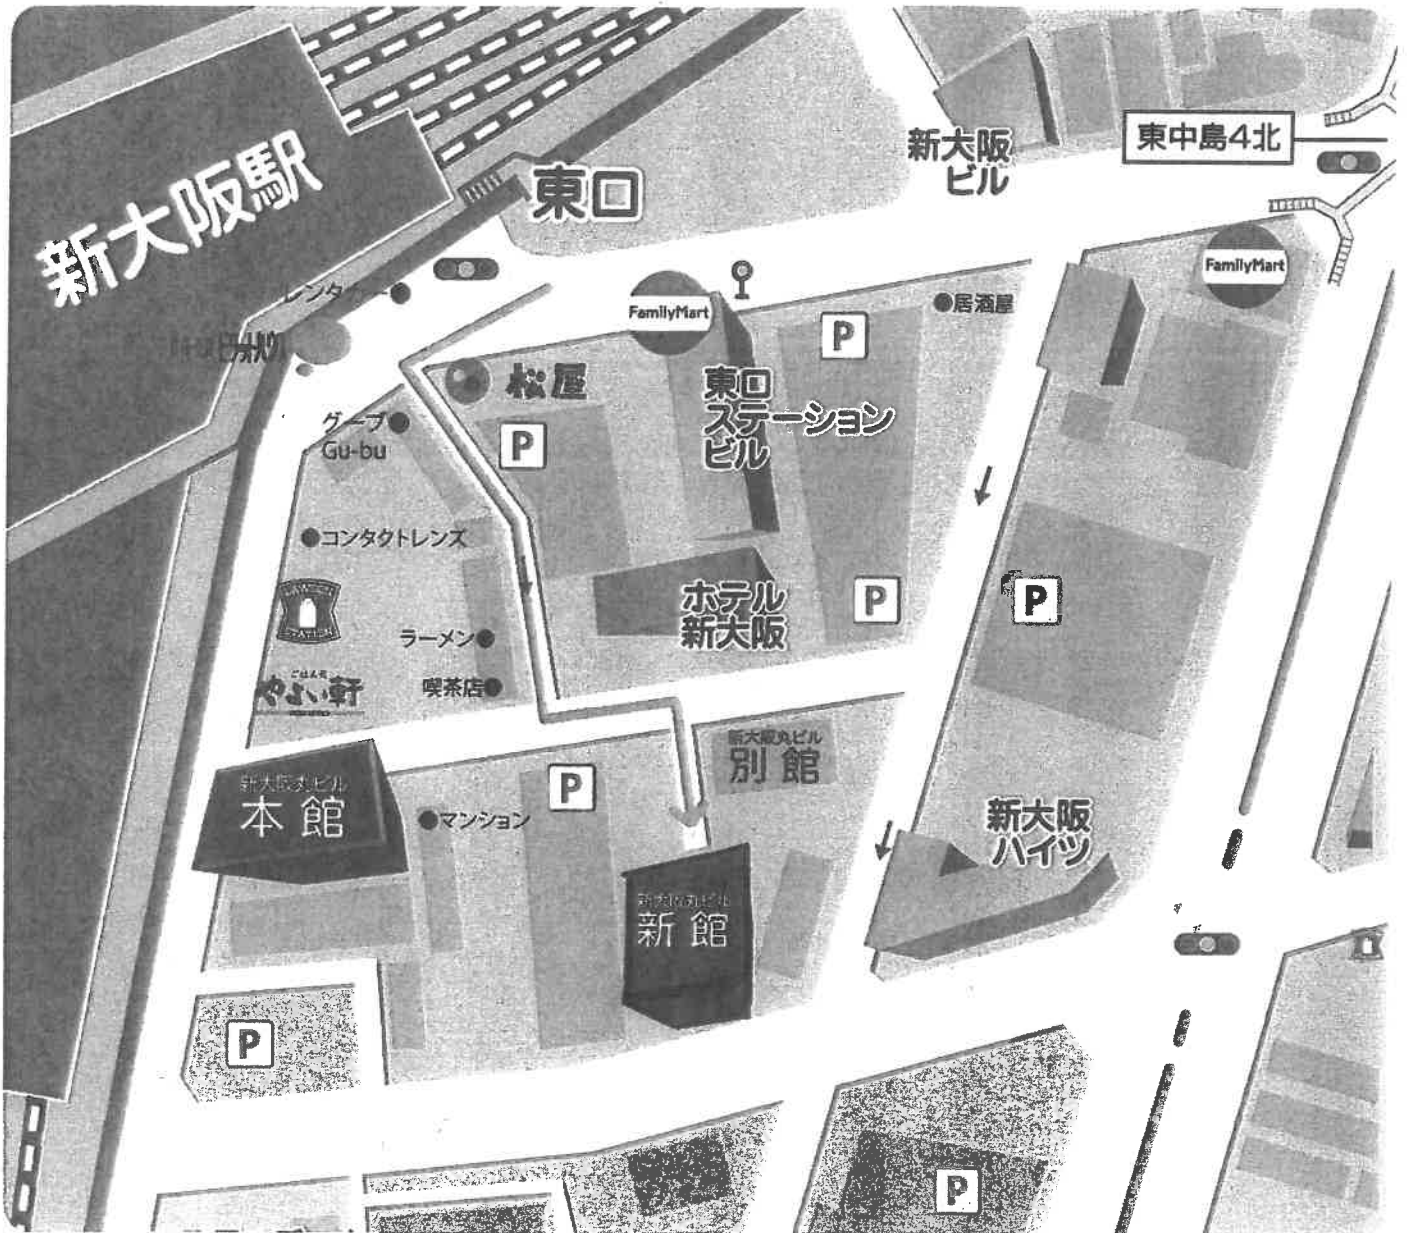 新大阪駅
東口
新大阪
ビル
東中島4北
レンタカー
FamilyMart
FamilyMart
居酒屋
P
松屋
東口
ステーション
ビル
グーブ
Gu-bu
P
コンタクトレンズ
STATION
ホテル
新大阪
P
P
ラーメン
喫茶店
ごはん処
やよい軒
新大阪丸ビル
別館
新大阪丸ビル
本館
P
マンション
新大阪
ハイツ
新大阪丸ビル
新館
P
P